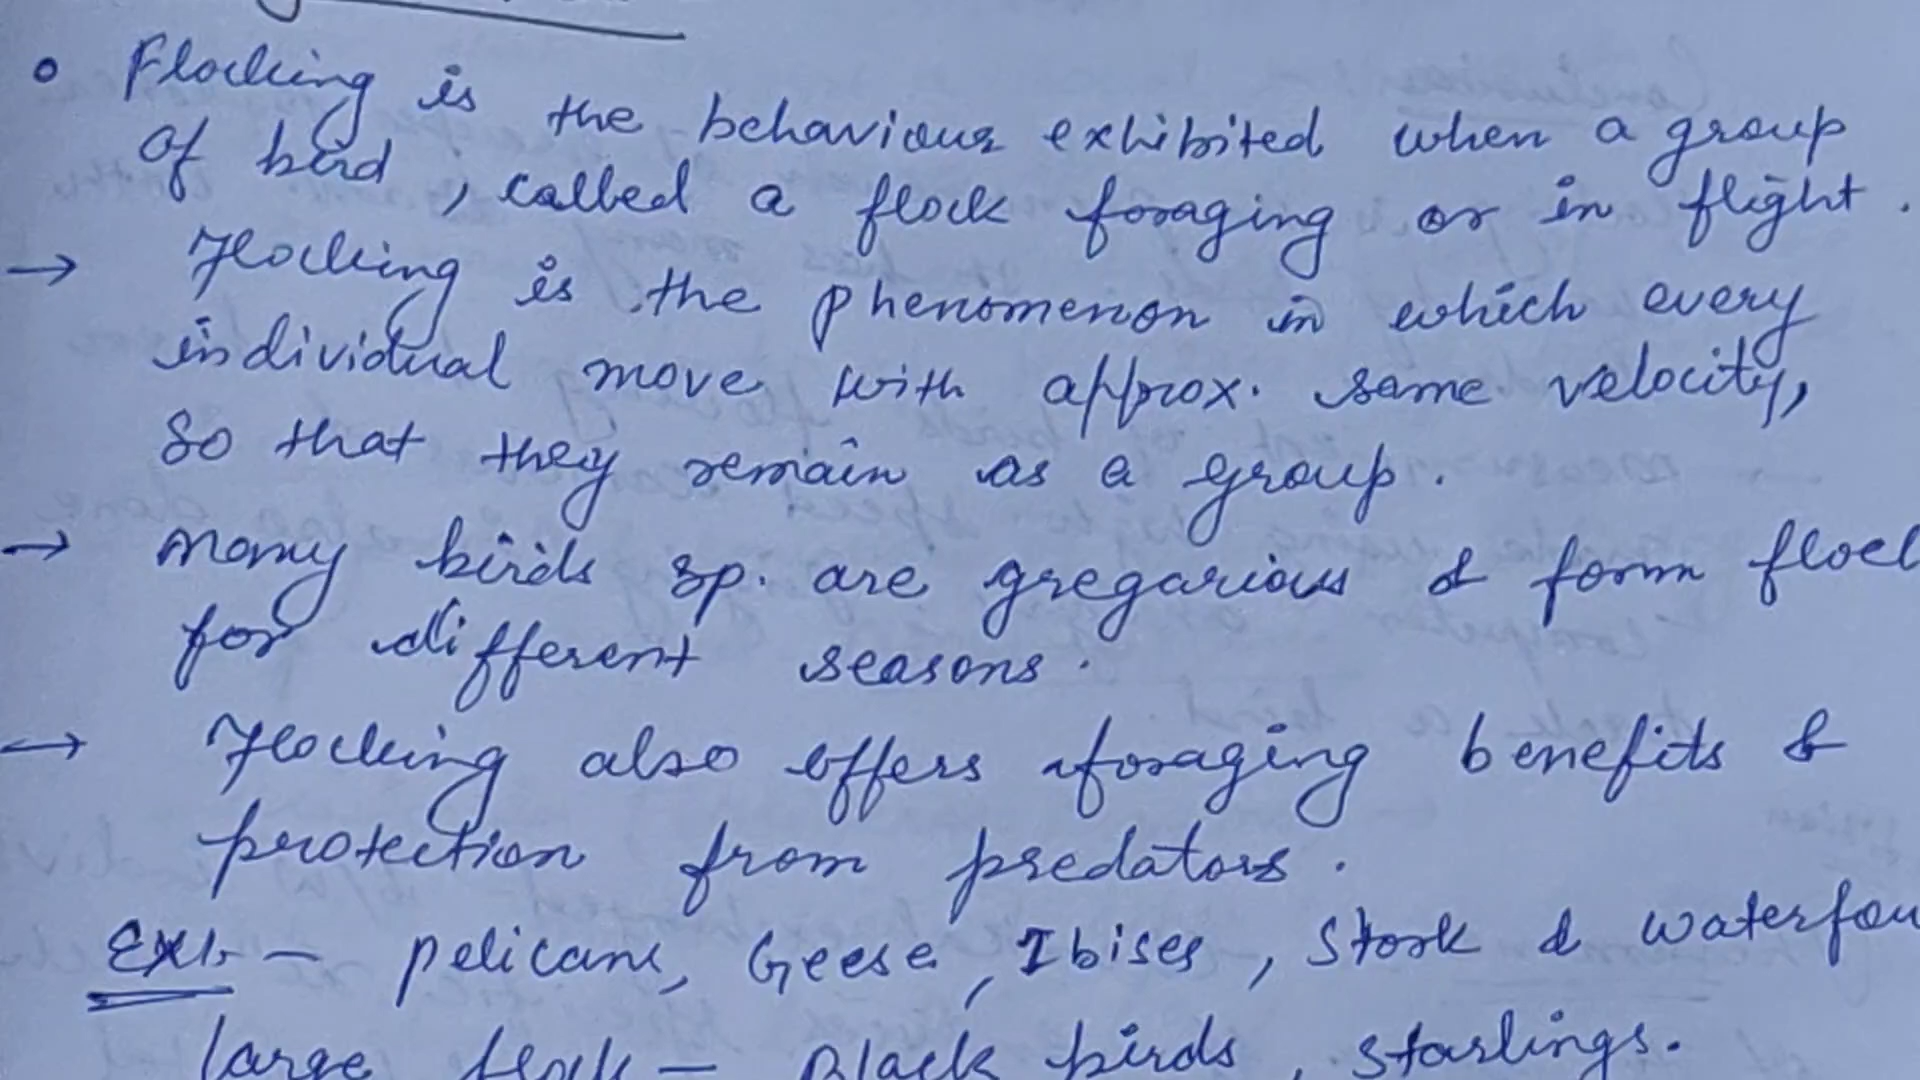 • Flocking is the behaviour exhibited when a group
of bird, called a flock foraging or in flight.
→ Flocking is the phenomenon in which every
individual move with approx. same velocity,
So that they remain as a group.
→ Many birds sp. are gregarious & form floc
for different seasons.
→ Flocking also offers foraging benefits &
protection from predators.
Ex:- Pelicans, Geese, Ibises, Stork & waterfow
large flock - Black birds, starlings.